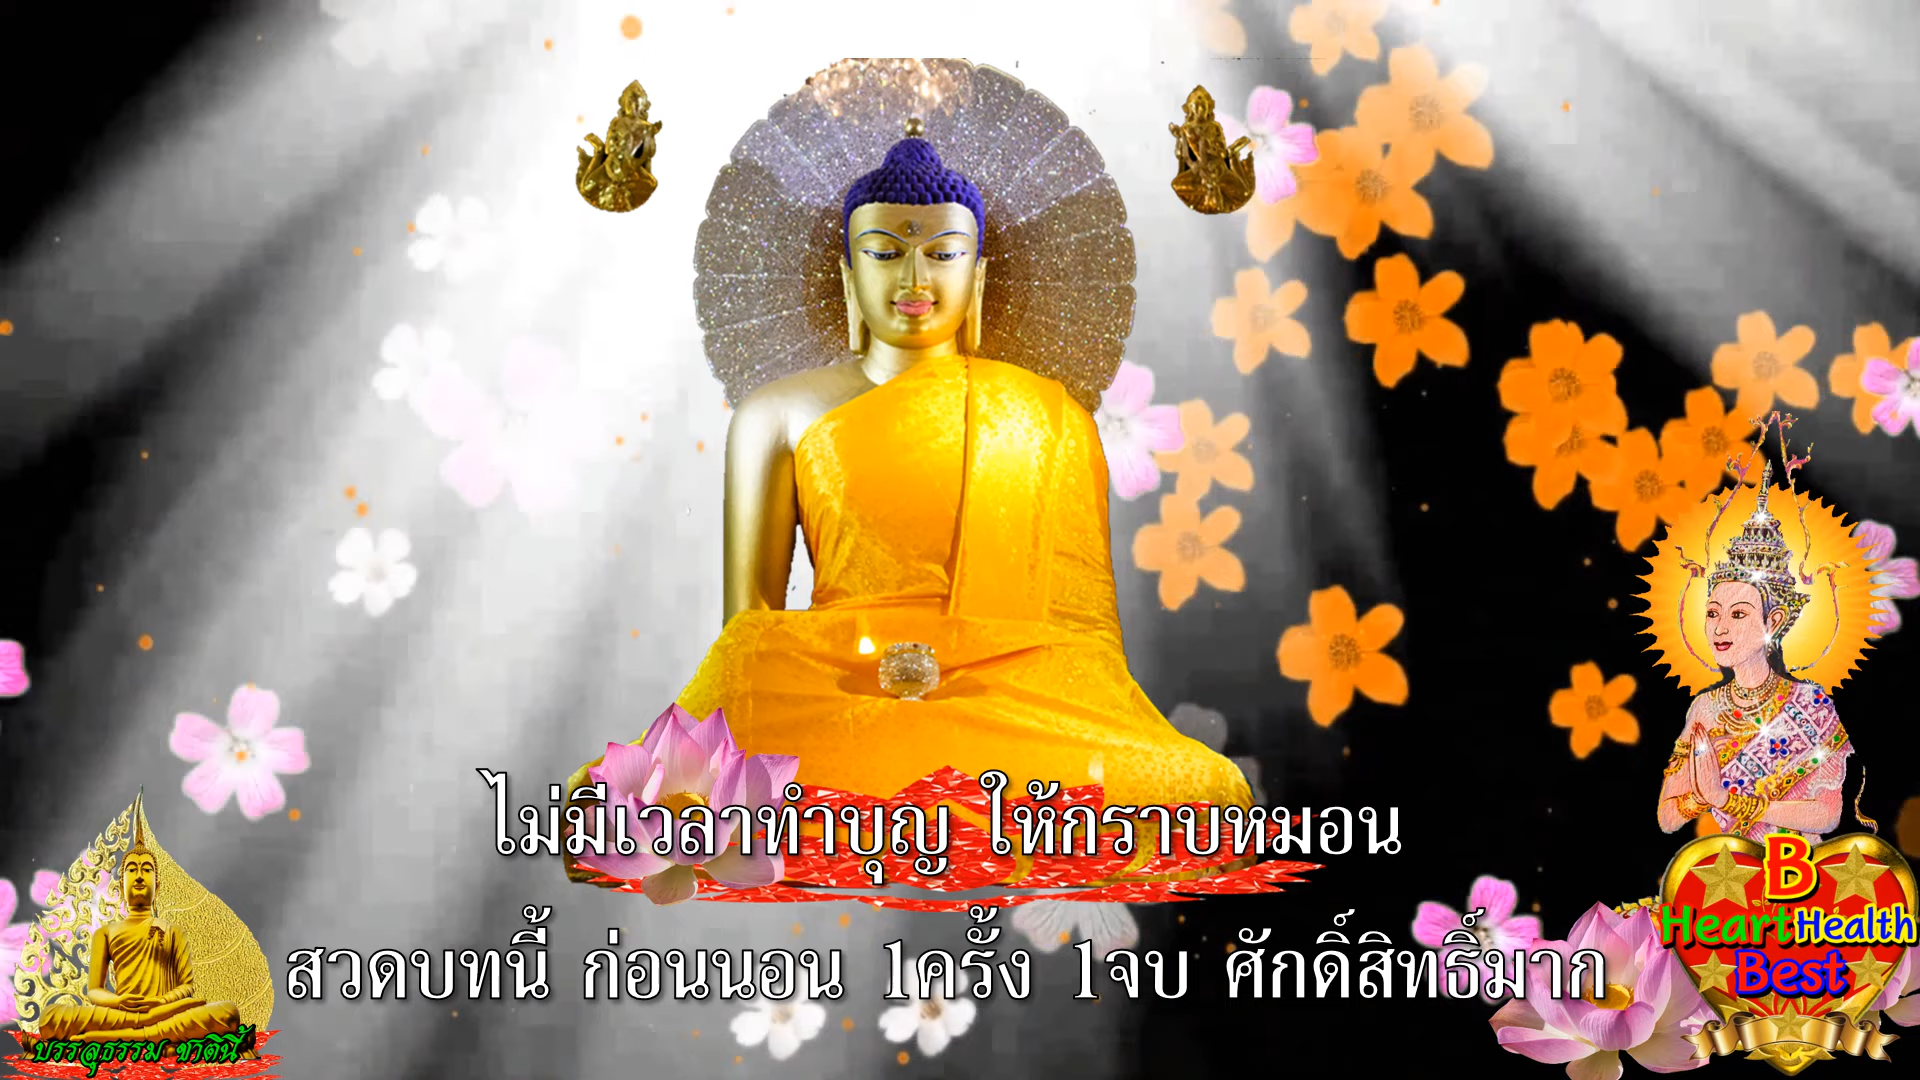 ไม่มีเวลาทำบุญ ให้กราบหมอน
สวดบทนี้ ก่อนนอน 1ครั้ง 1จบ ศักดิ์สิทธิ์มาก
บรรลุธรรม ชาตินี้
B
HeartHealth
Best